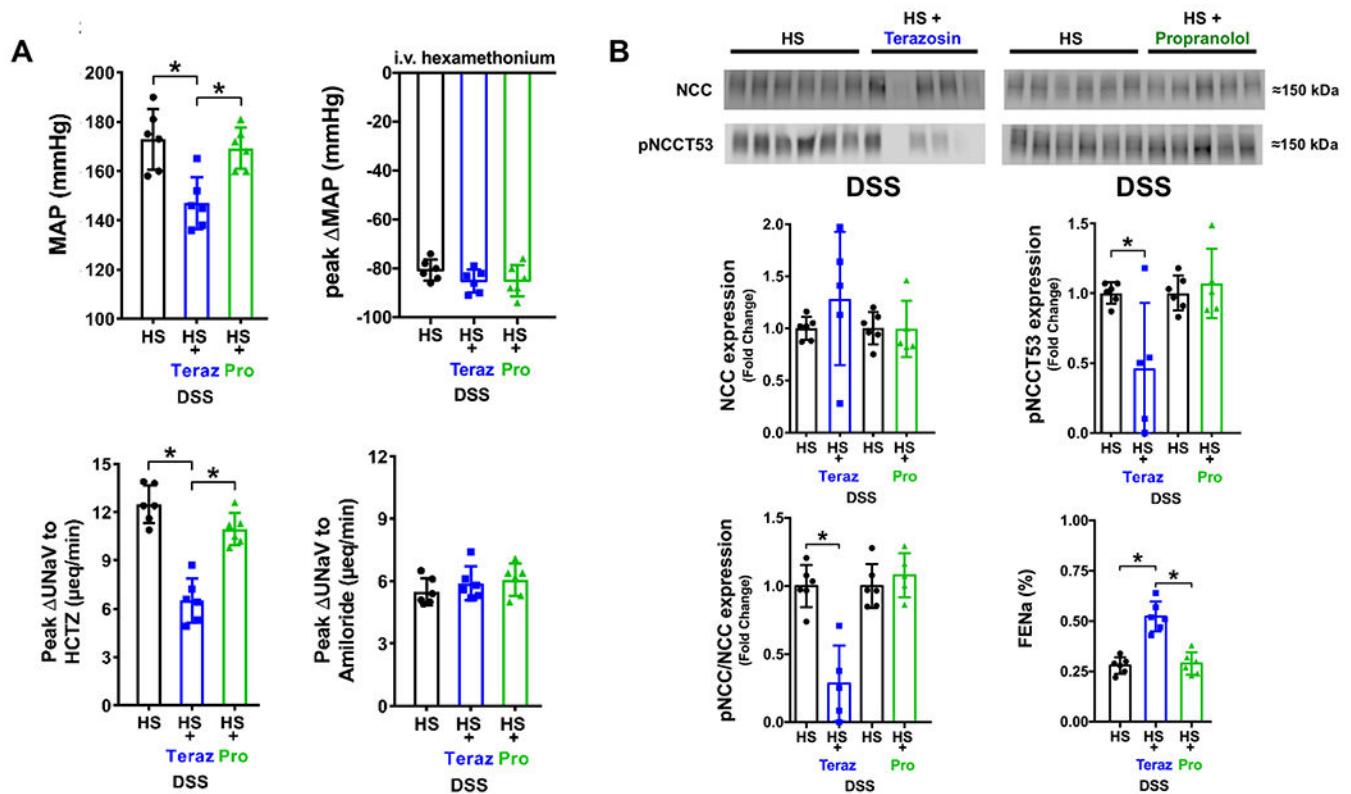 A
MAP (mmHg)
200
180
160
140
120
100
*
*
HS
HS
+
Teraz
HS
+
Pro
DSS
i.v. hexamethonium
peak ΔMAP (mmHg)
0
-20
-40
-60
-80
-100
HS
HS
+
Teraz
HS
+
Pro
DSS
Peak ΔUNaV to
HCTZ (µeq/min)
15
12
9
6
3
0
*
*
HS
HS
+
Teraz
HS
+
Pro
DSS
Peak ΔUNaV to
Amiloride (µeq/min)
12
9
6
3
0
HS
HS
+
Teraz
HS
+
Pro
DSS
B
HS
HS +
Terazosin
HS
HS +
Propranolol
NCC
≈150 kDa
pNCCT53
≈150 kDa
DSS
DSS
NCC expression
(Fold Change)
2.0
1.5
1.0
0.5
0.0
HS
HS
+
Teraz
HS
HS
+
Pro
DSS
pNCCT53 expression
(Fold Change)
1.5
1.0
0.5
0.0
*
HS
HS
+
Teraz
HS
HS
+
Pro
DSS
pNCC/NCC expression
(Fold Change)
1.5
1.0
0.5
0.0
*
HS
HS
+
Teraz
HS
HS
+
Pro
DSS
FENa (%)
1.00
0.75
0.50
0.25
0.00
*
*
HS
HS
+
Teraz
HS
+
Pro
DSS